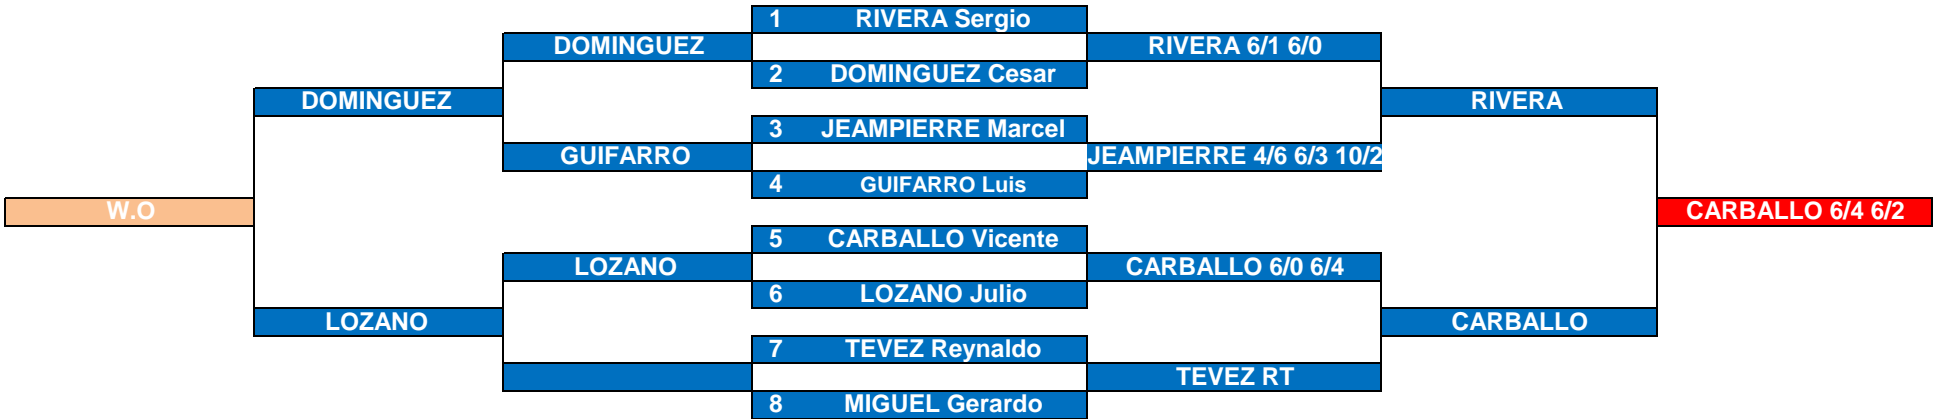 1 RIVERA Sergio
DOMINGUEZ RIVERA 6/1 6/0
2 DOMINGUEZ Cesar
DOMINGUEZ RIVERA
3 JEAMPIERRE Marcel
GUIFARRO JEAMPIERRE 4/6 6/3 10/2
4 GUIFARRO Luis
W.O CARBALLO 6/4 6/2
5 CARBALLO Vicente
LOZANO CARBALLO 6/0 6/4
6 LOZANO Julio
LOZANO CARBALLO
7 TEVEZ Reynaldo
TEVEZ RT
8 MIGUEL Gerardo